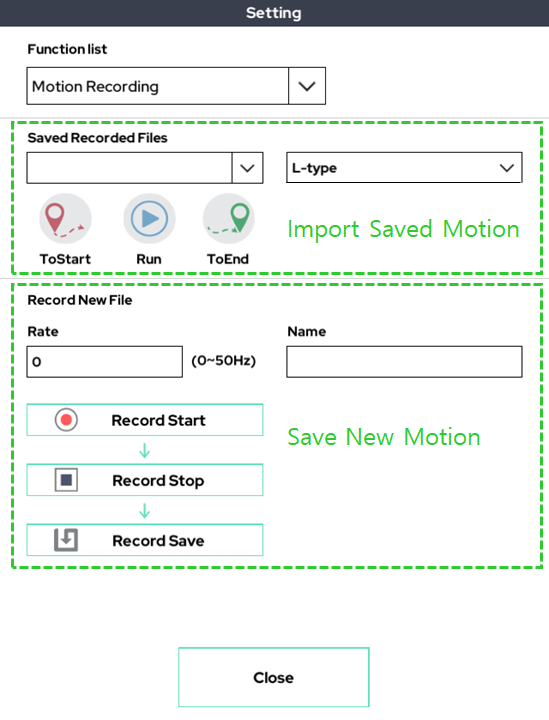 Setting
Function list
Motion Recording
Saved Recorded Files
L-type
ToStart
Run
ToEnd
Import Saved Motion
Record New File
Rate
Name
0
(0~50Hz)
Record Start
Save New Motion
Record Stop
Record Save
Close